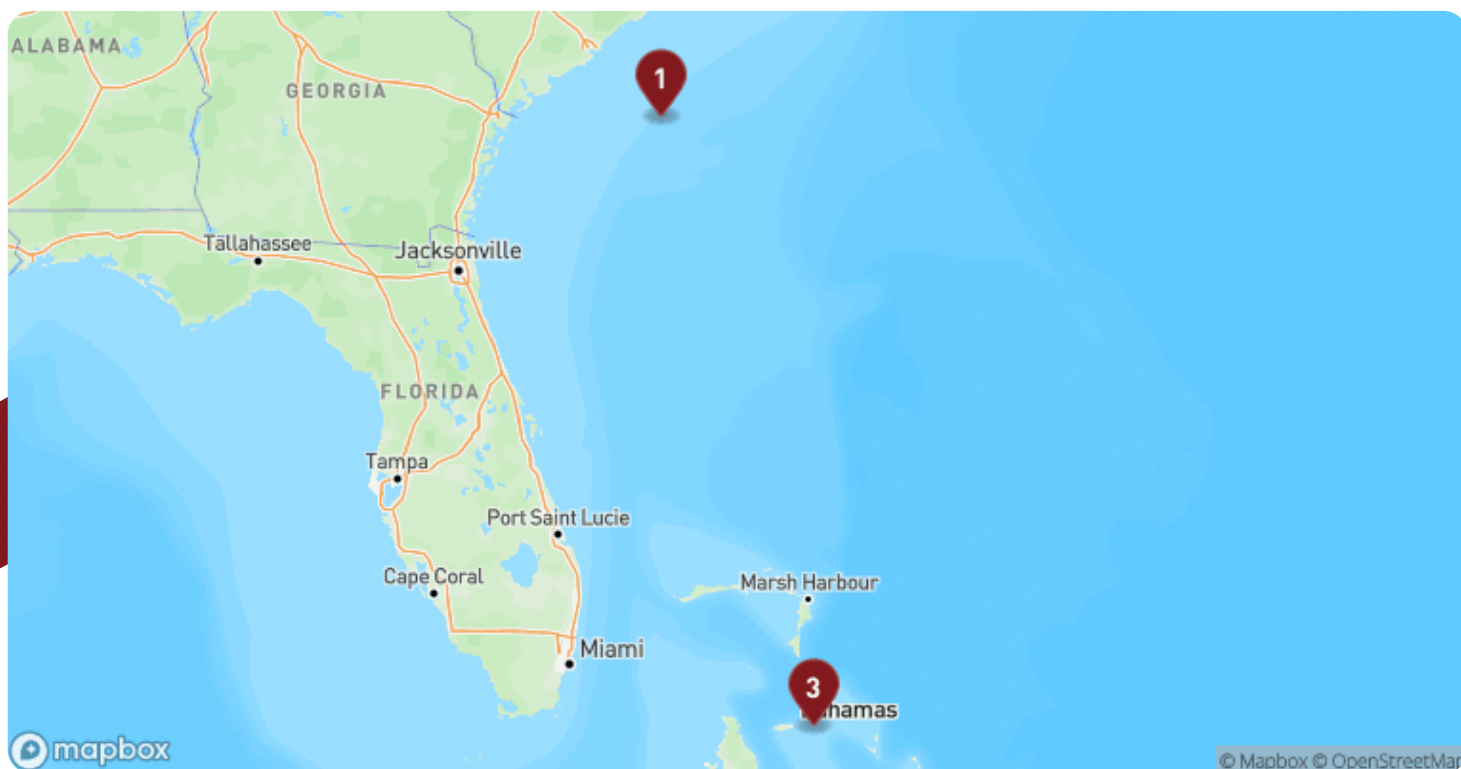 ALABAMA
GEORGIA
1
Tallahassee
Jacksonville
FLORIDA
Tampa
Port Saint Lucie
Cape Coral
Marsh Harbour
Miami
3
hamas
mapbox
© Mapbox © OpenStreetMap